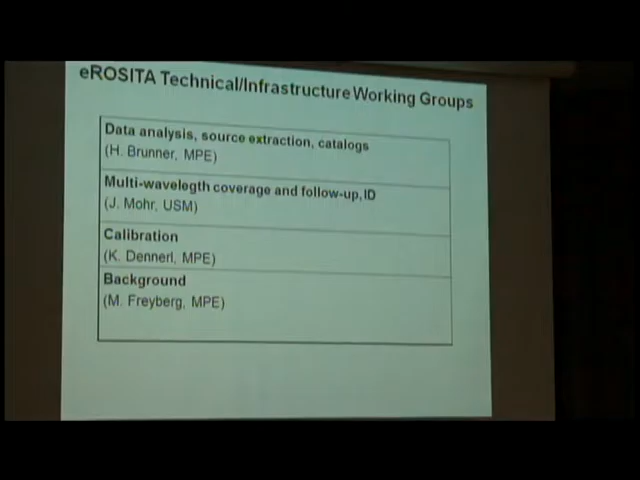 eROSITA Technical/Infrastructure Working Groups
Data analysis, source extraction, catalogs
(H. Brunner, MPE)
Multi-wavelegth coverage and follow-up, ID
(J. Mohr, USM)
Calibration
(K. Dennerl, MPE)
Background
(M. Freyberg, MPE)